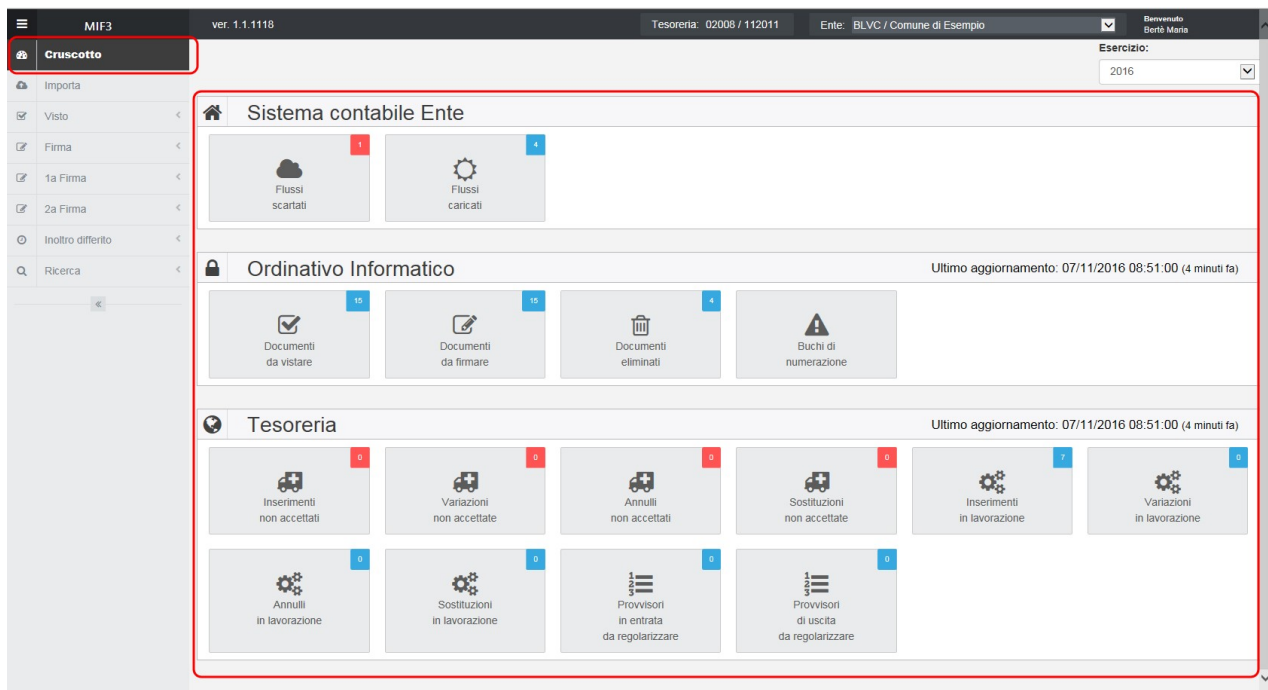 MIF3
ver. 1.1.1118
Tesoreria: 02008 / 112011
Ente: BLVC / Comune di Esempio
Benvenuto
Bertè Maria
Cruscotto
Importa
Visto
Firma
1a Firma
2a Firma
Inoltro differito
Ricerca
Esercizio:
2016
Sistema contabile Ente
1
Flussi
scartati
4
Flussi
caricati
Ordinativo Informatico
Ultimo aggiornamento: 07/11/2016 08:51:00 (4 minuti fa)
15
Documenti
da vistare
15
Documenti
da firmare
4
Documenti
eliminati
Buchi di
numerazione
Tesoreria
Ultimo aggiornamento: 07/11/2016 08:51:00 (4 minuti fa)
0
Inserimenti
non accettati
0
Variazioni
non accettate
0
Annulli
non accettati
0
Sostituzioni
non accettate
7
Inserimenti
in lavorazione
0
Variazioni
in lavorazione
0
Annulli
in lavorazione
0
Sostituzioni
in lavorazione
0
Provvisori
in entrata
da regolarizzare
0
Provvisori
di uscita
da regolarizzare